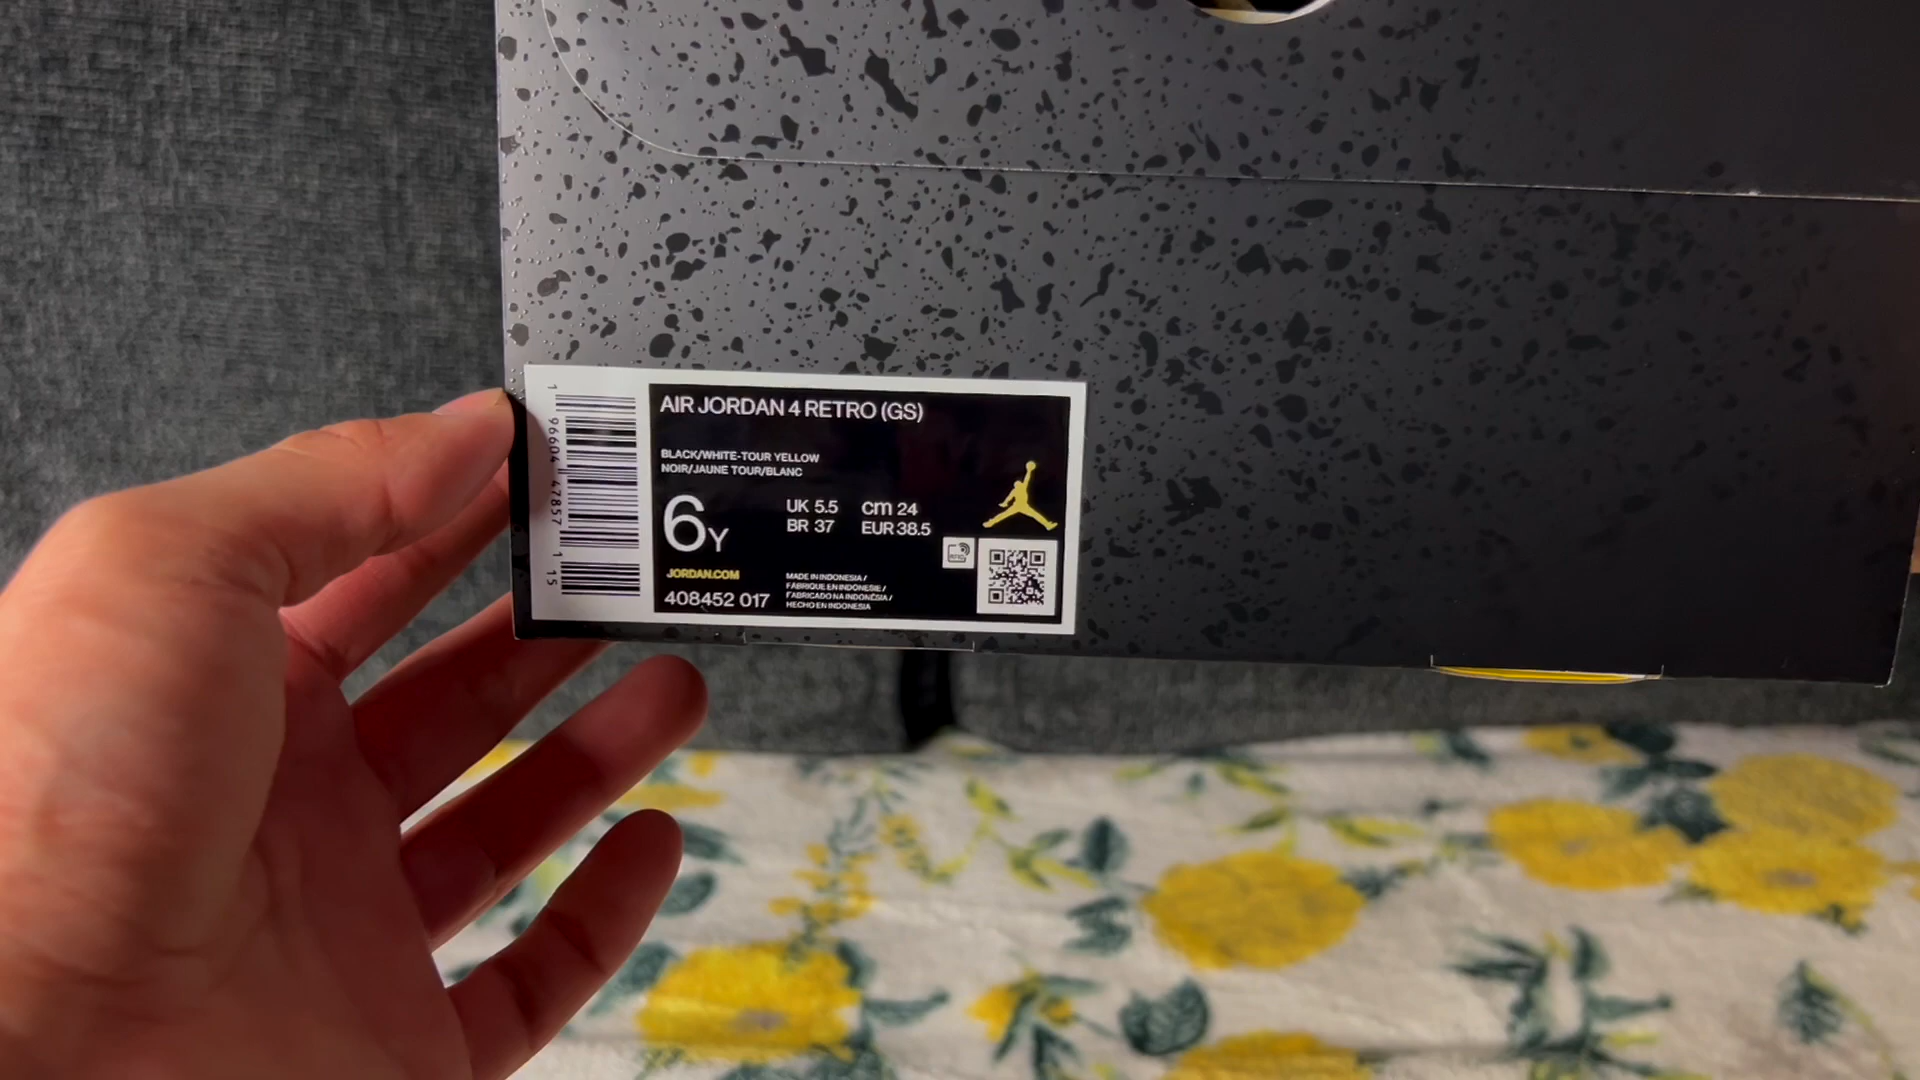 AIR JORDAN 4 RETRO (GS)
BLACK/WHITE-TOUR YELLOW
NOIR/JAUNE TOUR/BLANC
6Y
UK 5.5 cm 24
BR 37 EUR 38.5
JORDAN.COM
408452 017
MADE IN INDONESIA /
FABRIQUE EN INDONESIE /
FABRICADO NA INDONÉSIA /
HECHO EN INDONESIA
1 96604 47857 1 15